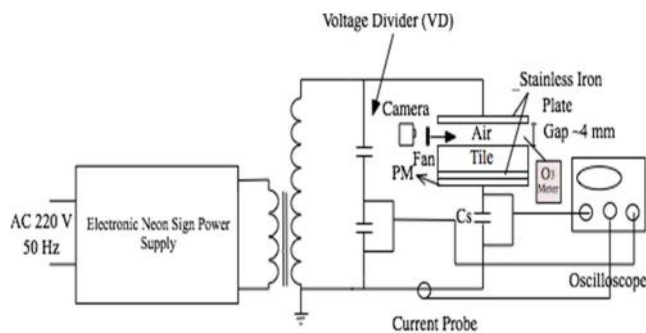 Voltage Divider (VD)
Stainless Iron
Plate
Camera
Air
Gap ~4 mm
Fan
Tile
PM
O3
Meter
AC 220 V
50 Hz
Electronic Neon Sign Power
Supply
Cs
Oscilloscope
Current Probe